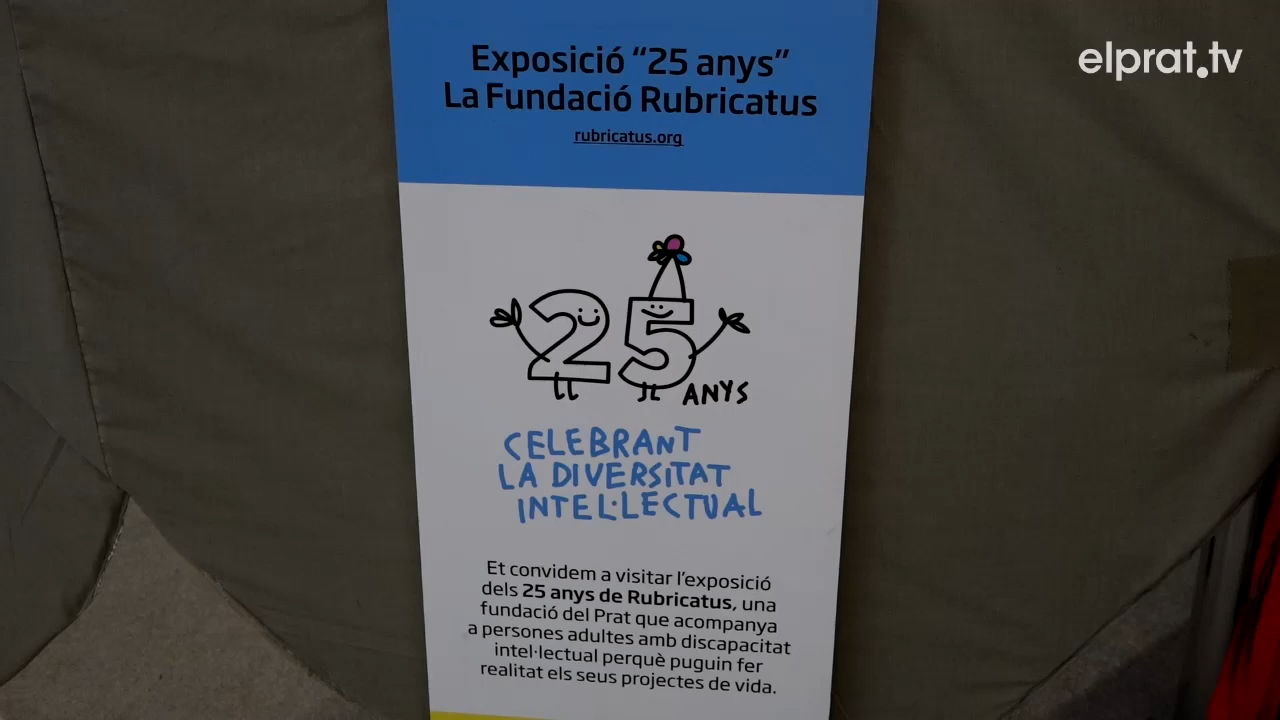 elprat.tv
Exposició “25 anys”
La Fundació Rubricatus
rubricatus.org
25 ANYS
CELEBRANT
LA DIVERSITAT
INTEL·LECTUAL
Et convidem a visitar l’exposició
dels 25 anys de Rubricatus, una
fundació del Prat que acompanya
a persones adultes amb discapacitat
intel·lectual perquè puguin fer
realitat els seus projectes de vida.